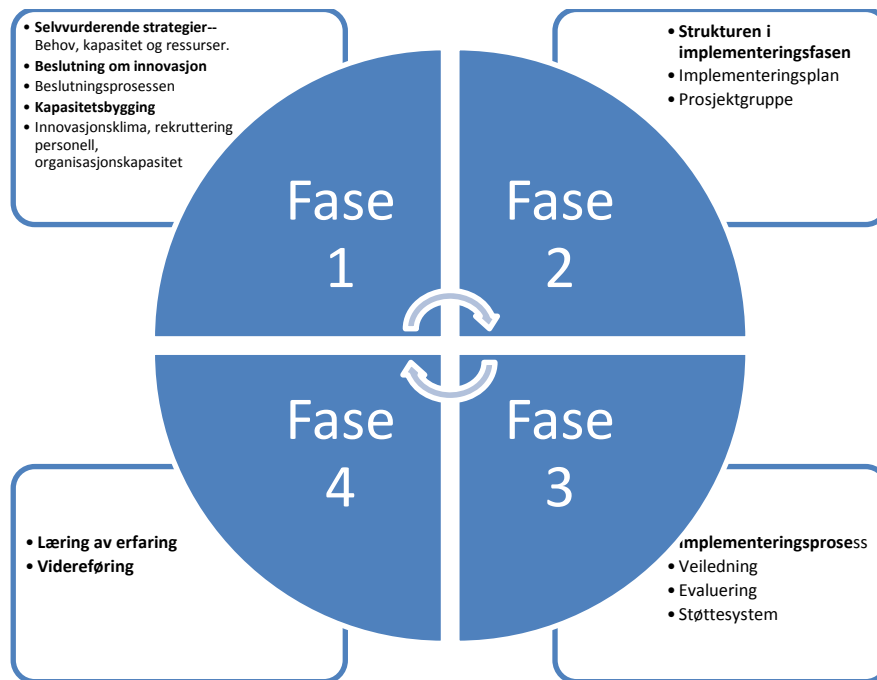 • Selvvurderende strategier--
Behov, kapasitet og ressurser.
• Beslutning om innovasjon
• Beslutningsprosessen
• Kapasitetsbygging
• Innovasjonsklima, rekruttering
personell,
organisasjonskapasitet
• Strukturen i
implementeringsfasen
• Implementeringsplan
• Prosjektgruppe
Fase
1
Fase
2
Fase
4
Fase
3
• Læring av erfaring
• Videreføring
Implementeringsprosess
• Veiledning
• Evaluering
• Støttesystem